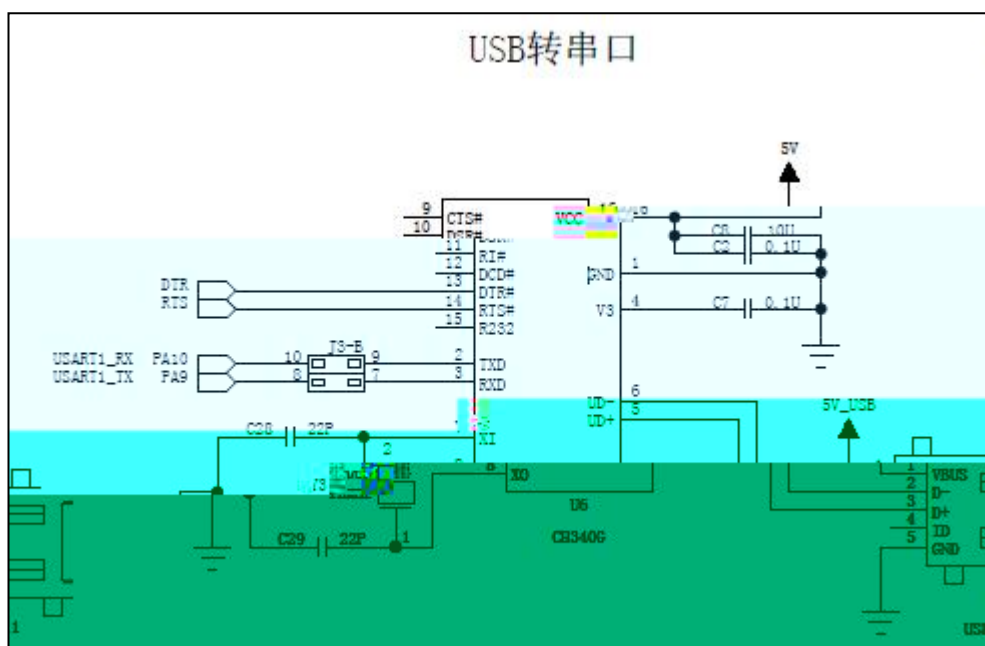 USB转串口
5V
9 CTS# VCC
10
C8 10U
C2 0.1U
11
12 RI#
DCD# GND 1
DTR 13 DTR#
RTS 14 RTS# V3 4 C7 0.1U
15 R232
J3-B
USART1_RX PA10 10 9 2 TXD
USART1_TX PA9 8 7 3 RXD
UD- 6
UD+ 5
5V_USB
C28 22P XI
2
XO
1 VBUS
2 D-
3 D+
4 ID
5 GND
U6
C29 22P 1 CH340G
1